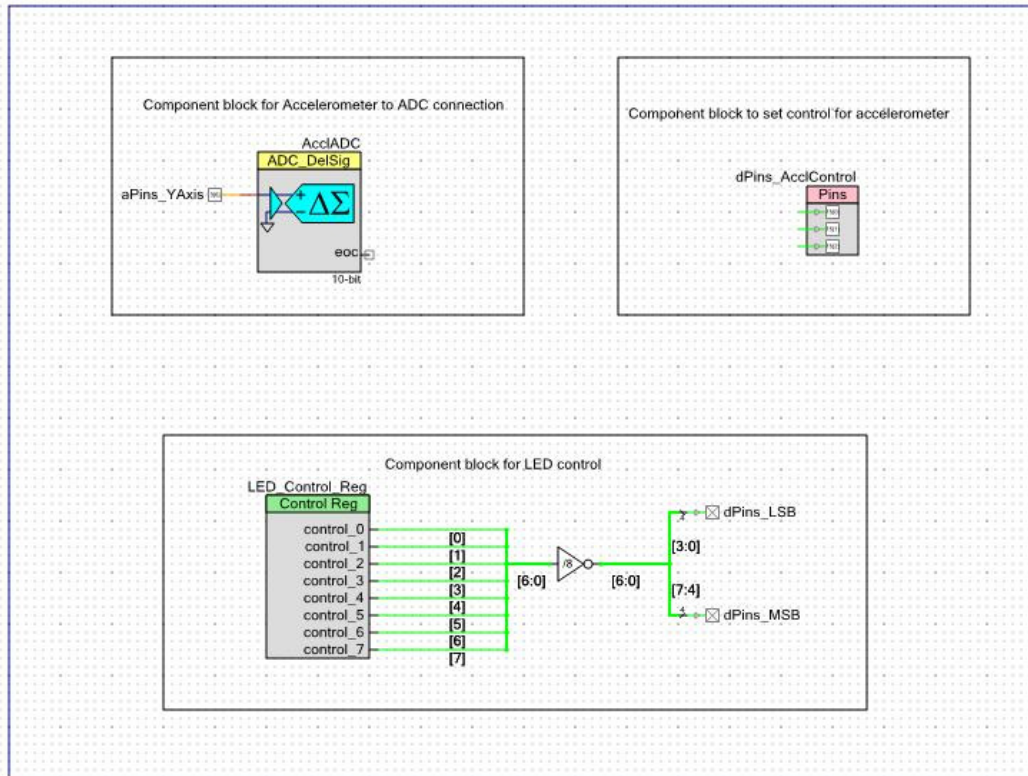 Component block for Accelerometer to ADC connection
AcclADC
ADC_DelSig
aPins_YAxis
ΔΣ
eoc
10-bit
Component block to set control for accelerometer
dPins_AcclControl
Pins
Component block for LED control
LED_Control_Reg
Control Reg
control_0
control_1
control_2
control_3
control_4
control_5
control_6
control_7
[0]
[1]
[2]
[3]
[4]
[5]
[6]
[7]
[6:0]
/8
[6:0]
dPins_LSB
[3:0]
[7:4]
dPins_MSB